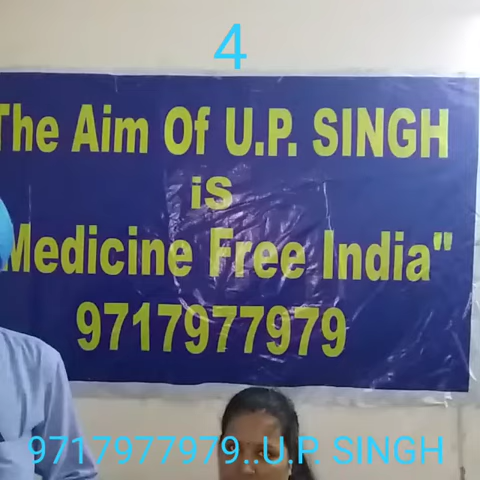 4
The Aim Of U.P. SINGH
iS
Medicine Free India"
9717977979
9717977979..U.P. SINGH